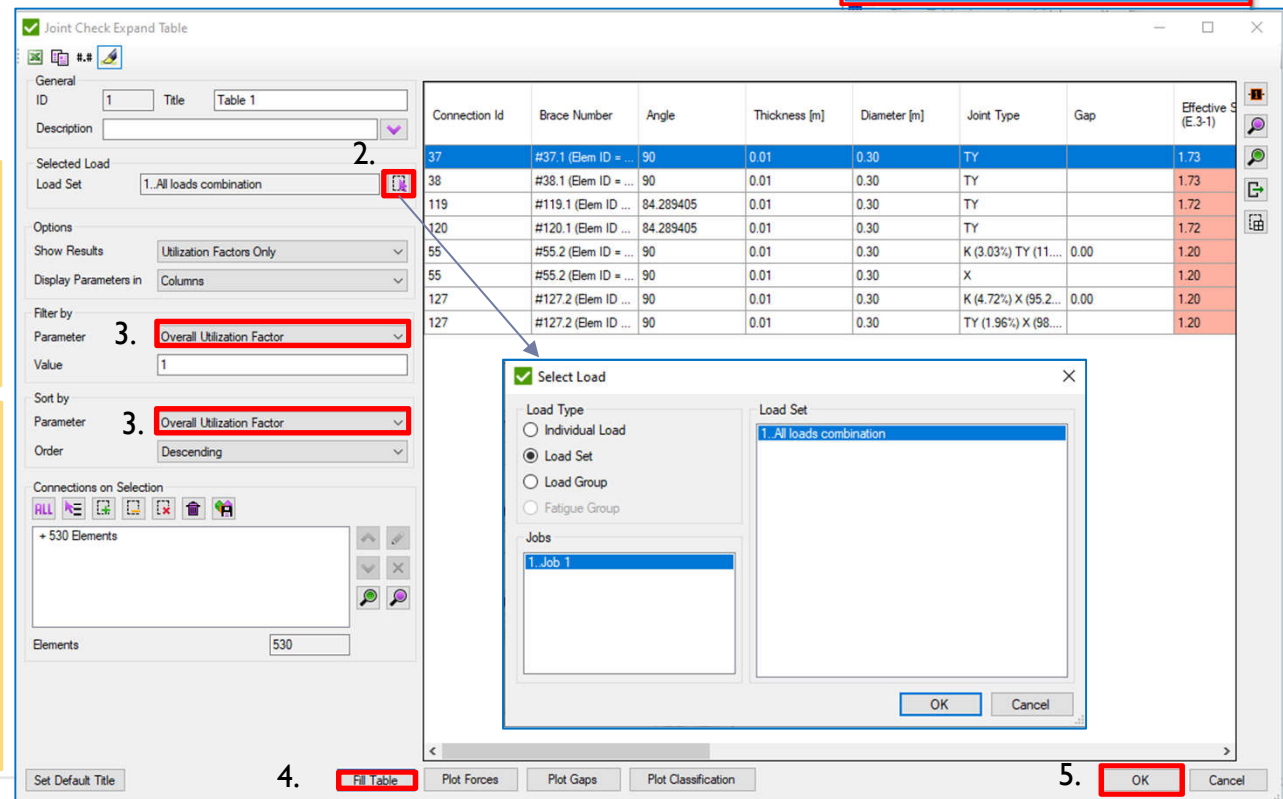 Joint Check Expand Table
#.#
General
ID 1 Title Table 1
Description
2.
Selected Load
Load Set 1..All loads combination
Options
Show Results Utilization Factors Only
Display Parameters in Columns
Filter by
Parameter 3. Overall Utilization Factor
Value 1
Sort by
Parameter 3. Overall Utilization Factor
Order Descending
Connections on Selection
ALL
+ 530 Elements
Elements 530
Set Default Title 4. Fill Table
Connection Id Brace Number Angle Thickness [m] Diameter [m] Joint Type Gap Effective S (E.3-1)
37 #37.1 (Elem ID = ... 90 0.01 0.30 TY 1.73
38 #38.1 (Elem ID = ... 90 0.01 0.30 TY 1.73
119 #119.1 (Elem ID ... 84.289405 0.01 0.30 TY 1.72
120 #120.1 (Elem ID ... 84.289405 0.01 0.30 TY 1.72
55 #55.2 (Elem ID = ... 90 0.01 0.30 K (3.03%) TY (11.... 0.00 1.20
55 #55.2 (Elem ID = ... 90 0.01 0.30 X 1.20
127 #127.2 (Elem ID ... 90 0.01 0.30 K (4.72%) X (95.2... 0.00 1.20
127 #127.2 (Elem ID ... 90 0.01 0.30 TY (1.96%) X (98.... 1.20
Select Load
Load Type
Individual Load
Load Set
Load Group
Fatigue Group
Jobs
1..Job 1
Load Set
1..All loads combination
OK Cancel
Plot Forces Plot Gaps Plot Classification 5. OK Cancel